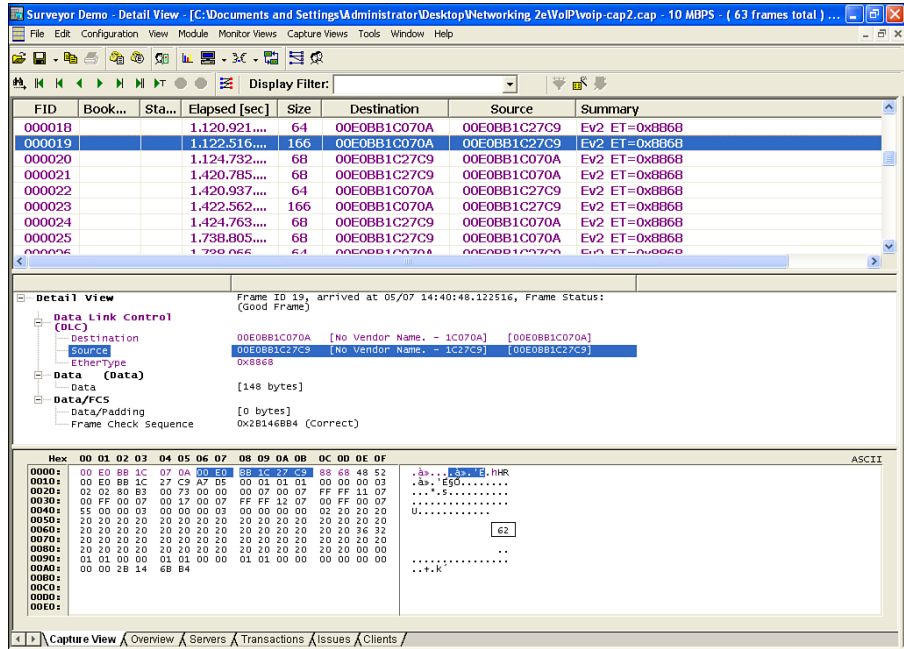 Surveyor Demo - Detail View - [C:\Documents and Settings\Administrator\Desktop\Networking 2e\VoIP\voip-cap2.cap - 10 MBPS - ( 63 frames total ) ...
File Edit Configuration View Module Monitor Views Capture Views Tools Window Help
Display Filter:
FID Book... Sta... Elapsed [sec] Size Destination Source Summary
000018 1.120.921.... 64 00E0BB1C070A 00E0BB1C27C9 Ev2 ET=0x8868
000019 1.122.516.... 166 00E0BB1C070A 00E0BB1C27C9 Ev2 ET=0x8868
000020 1.124.732.... 68 00E0BB1C27C9 00E0BB1C070A Ev2 ET=0x8868
000021 1.420.785.... 68 00E0BB1C27C9 00E0BB1C070A Ev2 ET=0x8868
000022 1.420.937.... 64 00E0BB1C070A 00E0BB1C27C9 Ev2 ET=0x8868
000023 1.422.562.... 166 00E0BB1C070A 00E0BB1C27C9 Ev2 ET=0x8868
000024 1.424.763.... 68 00E0BB1C27C9 00E0BB1C070A Ev2 ET=0x8868
000025 1.738.805.... 68 00E0BB1C27C9 00E0BB1C070A Ev2 ET=0x8868
Detail View Frame ID 19, arrived at 05/07 14:40:48.122516, Frame Status:
(Good Frame)
Data Link Control
(DLC)
Destination 00E0BB1C070A [No Vendor Name. - 1C070A] [00E0BB1C070A]
Source 00E0BB1C27C9 [No Vendor Name. - 1C27C9] [00E0BB1C27C9]
EtherType 0x8868
Data (Data)
Data [148 bytes]
Data/FCS
Data/Padding [0 bytes]
Frame Check Sequence 0x2B146BB4 (Correct)
Hex 00 01 02 03 04 05 06 07 08 09 0A 0B 0C 0D 0E 0F ASCII
0000: 00 E0 BB 1C 07 0A 00 E0 BB 1C 27 C9 88 68 48 52 .à»....à».'É.hHR
0010: 00 E0 BB 1C 27 C9 A7 D5 00 01 01 01 00 00 00 03 .à».'É§Õ........
0020: 02 02 80 B3 00 73 00 00 00 07 00 07 FF FF 11 07
0030: 00 FF 00 07 00 17 00 07 FF FF 12 07 00 FF 00 07
0040: 55 00 00 03 00 00 00 03 00 00 00 00 02 20 20 20 U............
0050: 20 20 20 20 20 20 20 20 20 20 20 20 20 20 20 20
0060: 20 20 20 20 20 20 20 20 20 20 20 20 20 20 36 32 62
0070: 20 20 20 20 20 20 20 20 20 20 20 20 20 20 20 20
0080: 20 20 20 20 20 20 20 20 20 20 20 20 20 20 00 00 ..
0090: 01 01 00 00 01 01 00 00 01 01 00 00 00 00 00 00 ................
00A0: 00 00 2B 14 6B B4 ..+.k´
00B0:
00C0:
00D0:
00E0:
Capture View Overview Servers Transactions Issues Clients